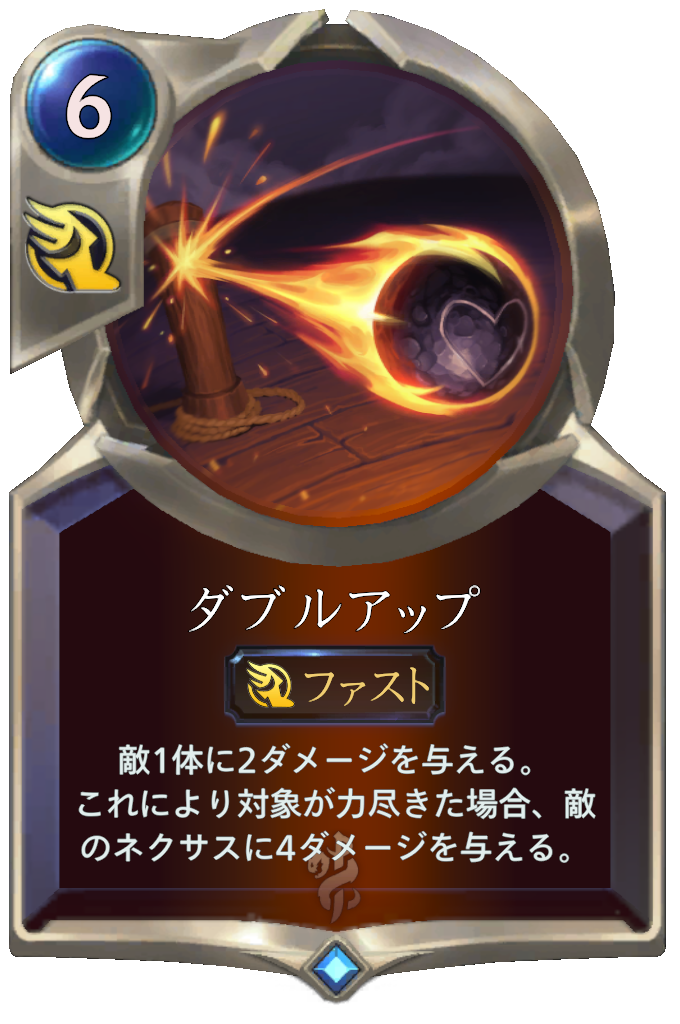 6
ダブルアップ
ファスト
敵1体に2ダメージを与える。
これにより対象が力尽きた場合、敵
のネクサスに4ダメージを与える。